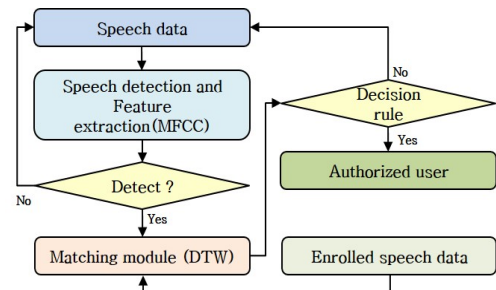 Speech data
Speech detection and
Feature
extraction(MFCC)
Detect ?
No
Yes
Matching module (DTW)
No
Decision
rule
Yes
Authorized user
Enrolled speech data